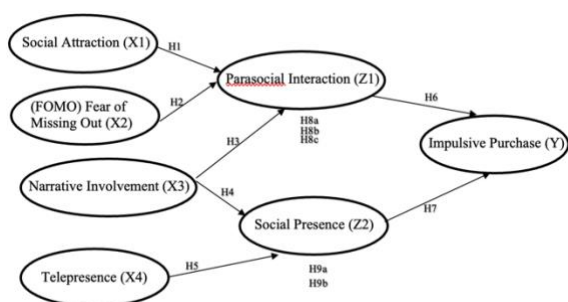 Social Attraction (X1)
H1
Parasocial Interaction (Z1)
H6
(FOMO) Fear of
Missing Out (X2)
H2
H8a
H8b
H8c
Impulsive Purchase (Y)
H3
Narrative Involvement (X3)
H4
Social Presence (Z2)
H7
H5
Telepresence (X4)
H9a
H9b